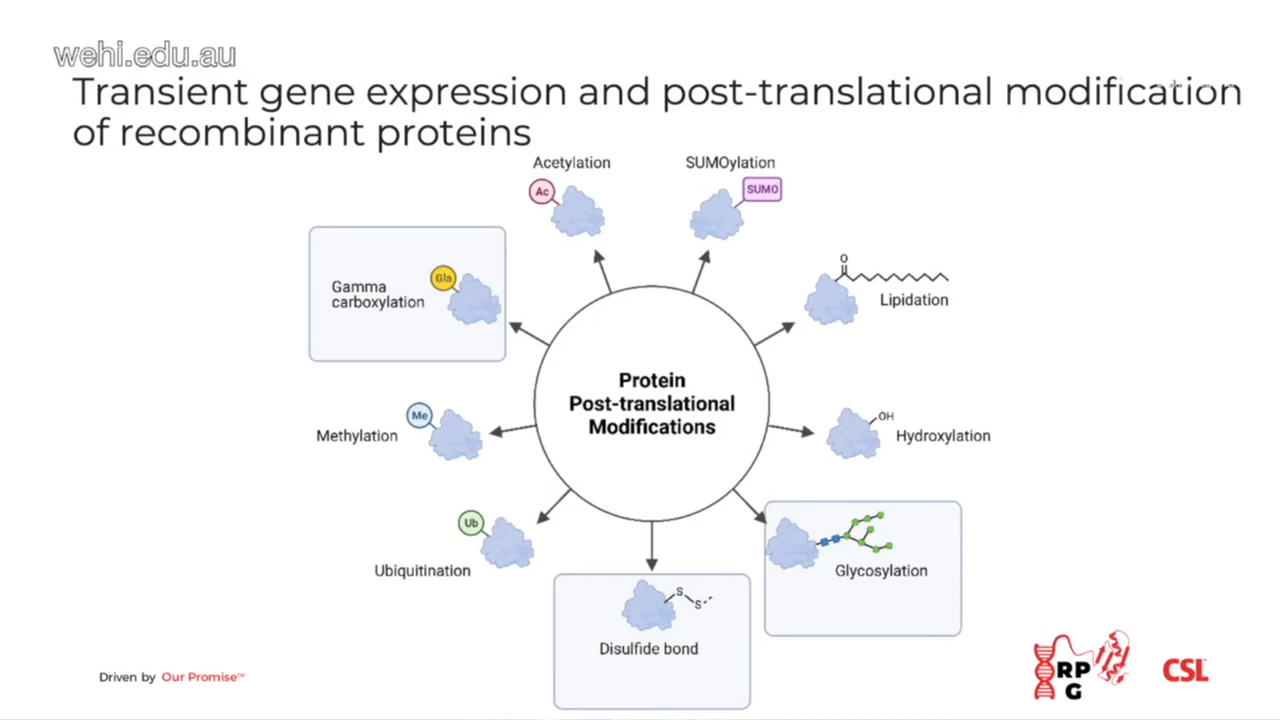 wehi.edu.au
Transient gene expression and post-translational modification
of recombinant proteins
Acetylation
Ac
SUMOylation
SUMO
Gamma
carboxylation
Gla
O
Lipidation
Protein
Post-translational
Modifications
Me
Methylation
OH
Hydroxylation
Ub
Ubiquitination
Glycosylation
S
S
Disulfide bond
Driven by Our Promise™
RP
G
CSL